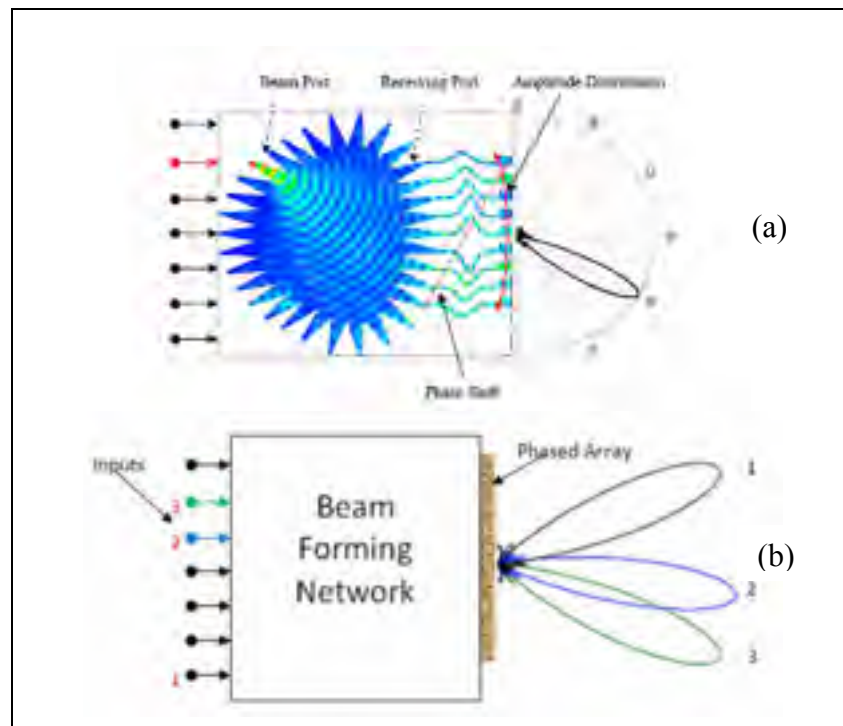 Beam Port
Receiving Port
Amplitude Distribution
(a)
Phase Shift
Inputs
Phased Array
1
3
2
Beam
Forming
Network
(b)
2
1
3